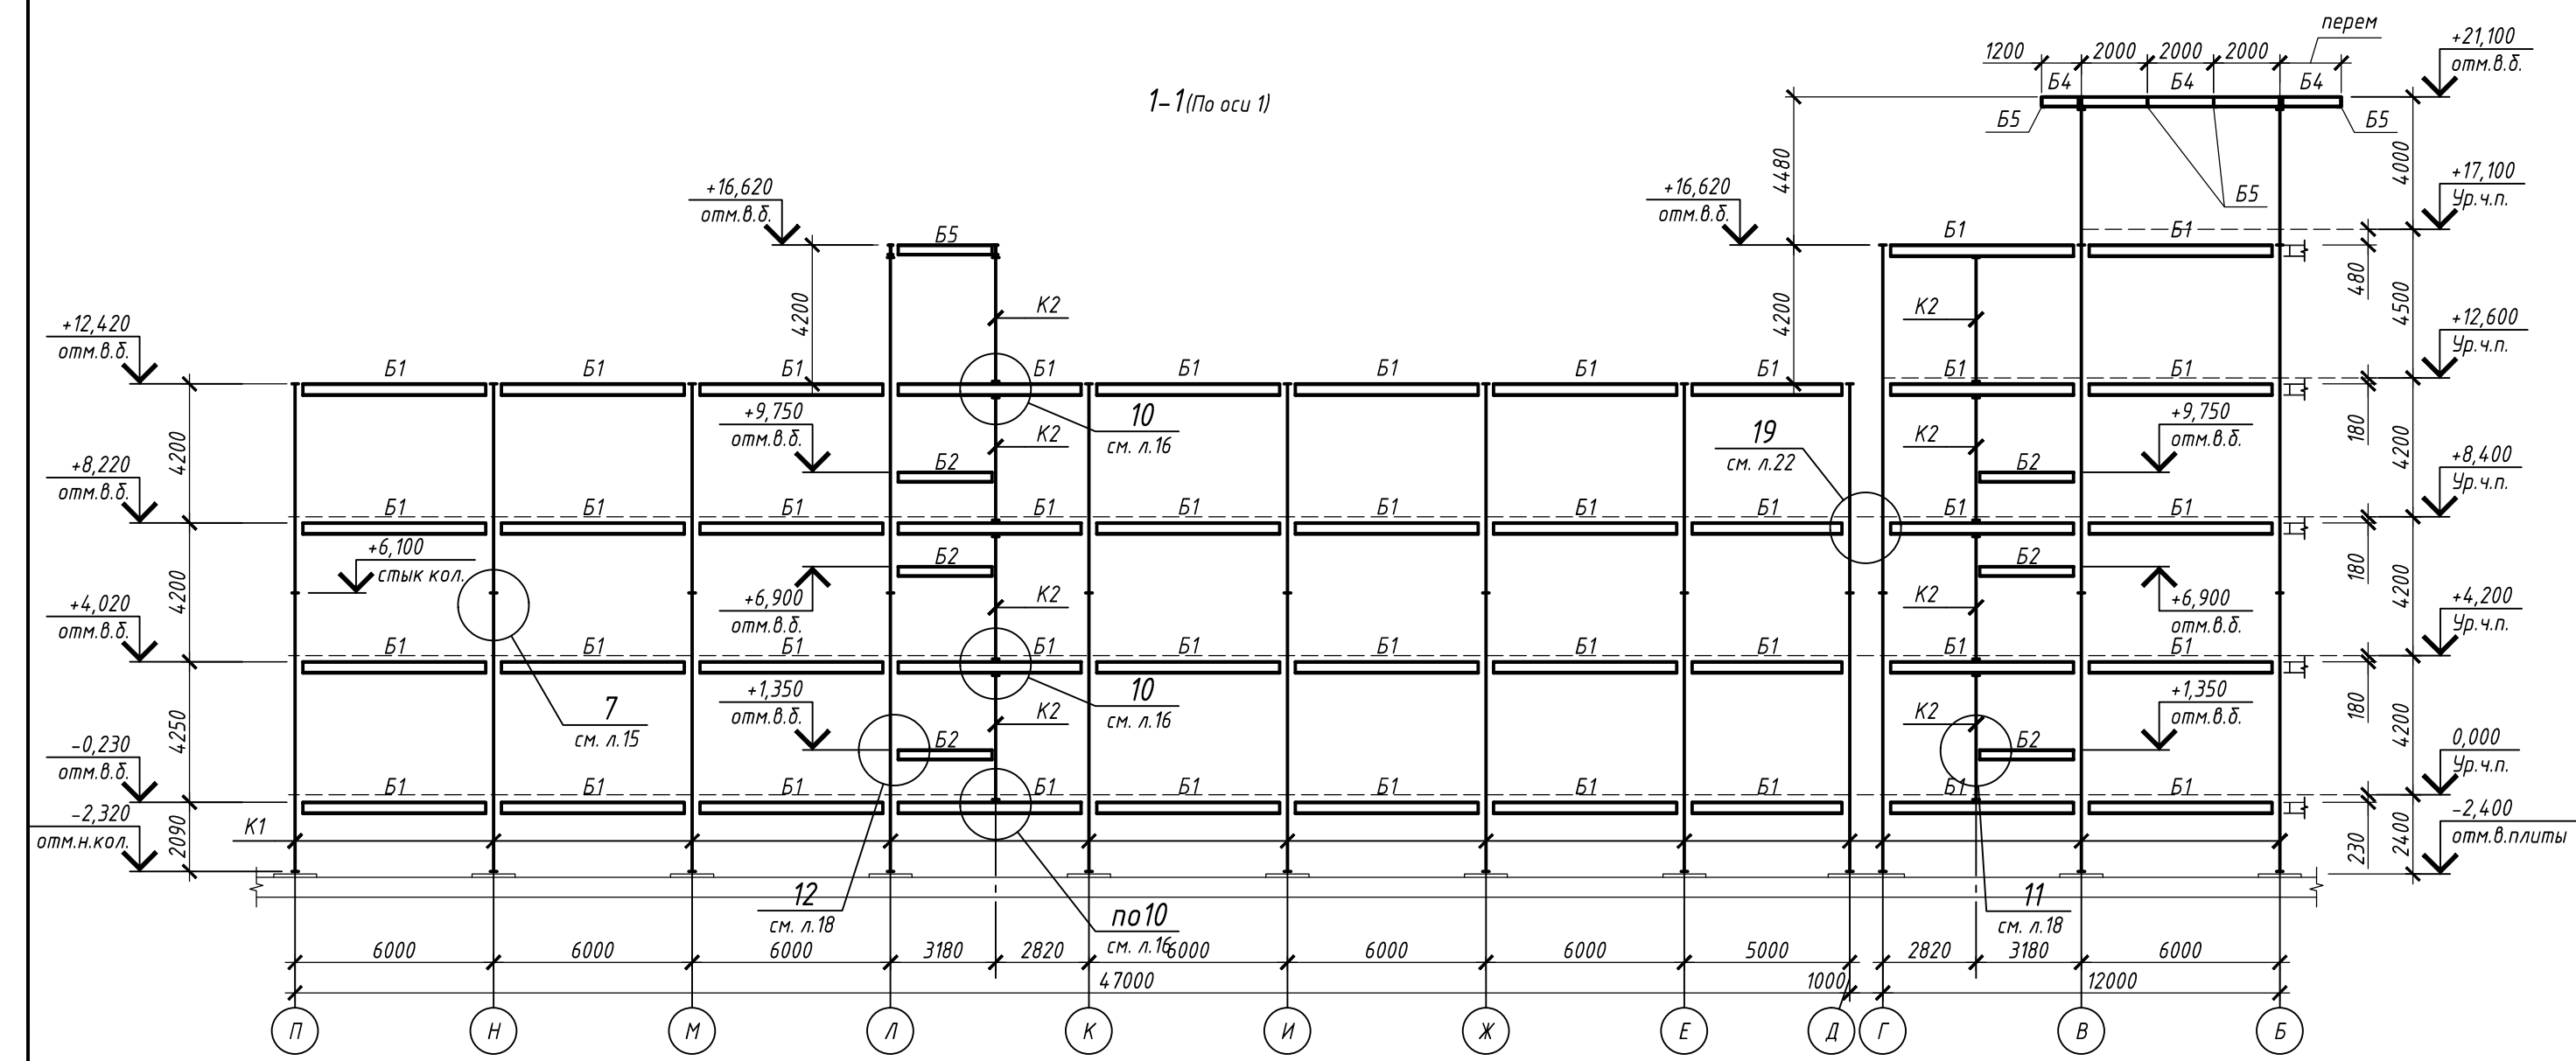 1-1(По оси 1)
перем
1200
2000
2000
2000
+21,100
отм.в.б.
Б4
Б4
Б4
Б5
Б5
Б5
4480
4000
+17,100
Ур.ч.п.
+16,620
отм.в.б.
+16,620
отм.в.б.
Б5
Б1
Б1
480
4200
К2
4200
К2
4500
+12,420
отм.в.б.
+12,600
Ур.ч.п.
Б1
Б1
Б1
Б1
Б1
Б1
Б1
Б1
Б1
Б1
180
+9,750
отм.в.б.
10
см. л.16
К2
19
см. л.22
К2
+9,750
отм.в.б.
4200
4200
Б2
Б2
+8,220
отм.в.б.
+8,400
Ур.ч.п.
Б1
Б1
Б1
Б1
Б1
Б1
Б1
Б1
Б1
Б1
180
+6,100
стык кол.
Б2
Б2
4200
4200
+6,900
отм.в.б.
К2
К2
+6,900
отм.в.б.
+4,020
отм.в.б.
+4,200
Ур.ч.п.
Б1
Б1
Б1
Б1
Б1
Б1
Б1
Б1
Б1
Б1
180
7
см. л.15
+1,350
отм.в.б.
10
см. л.16
К2
К2
+1,350
отм.в.б.
4250
4200
Б2
Б2
-0,230
отм.в.б.
0,000
Ур.ч.п.
Б1
Б1
Б1
Б1
Б1
Б1
Б1
Б1
Б1
Б1
-2,320
отм.н.кол.
2090
К1
230
2400
-2,400
отм.в.плиты
12
см. л.18
по10
см. л.16
11
см. л.18
6000
6000
6000
3180
2820
6000
6000
6000
5000
2820
3180
6000
47000
1000
12000
П
Н
М
Л
К
И
Ж
Е
Д
Г
В
Б